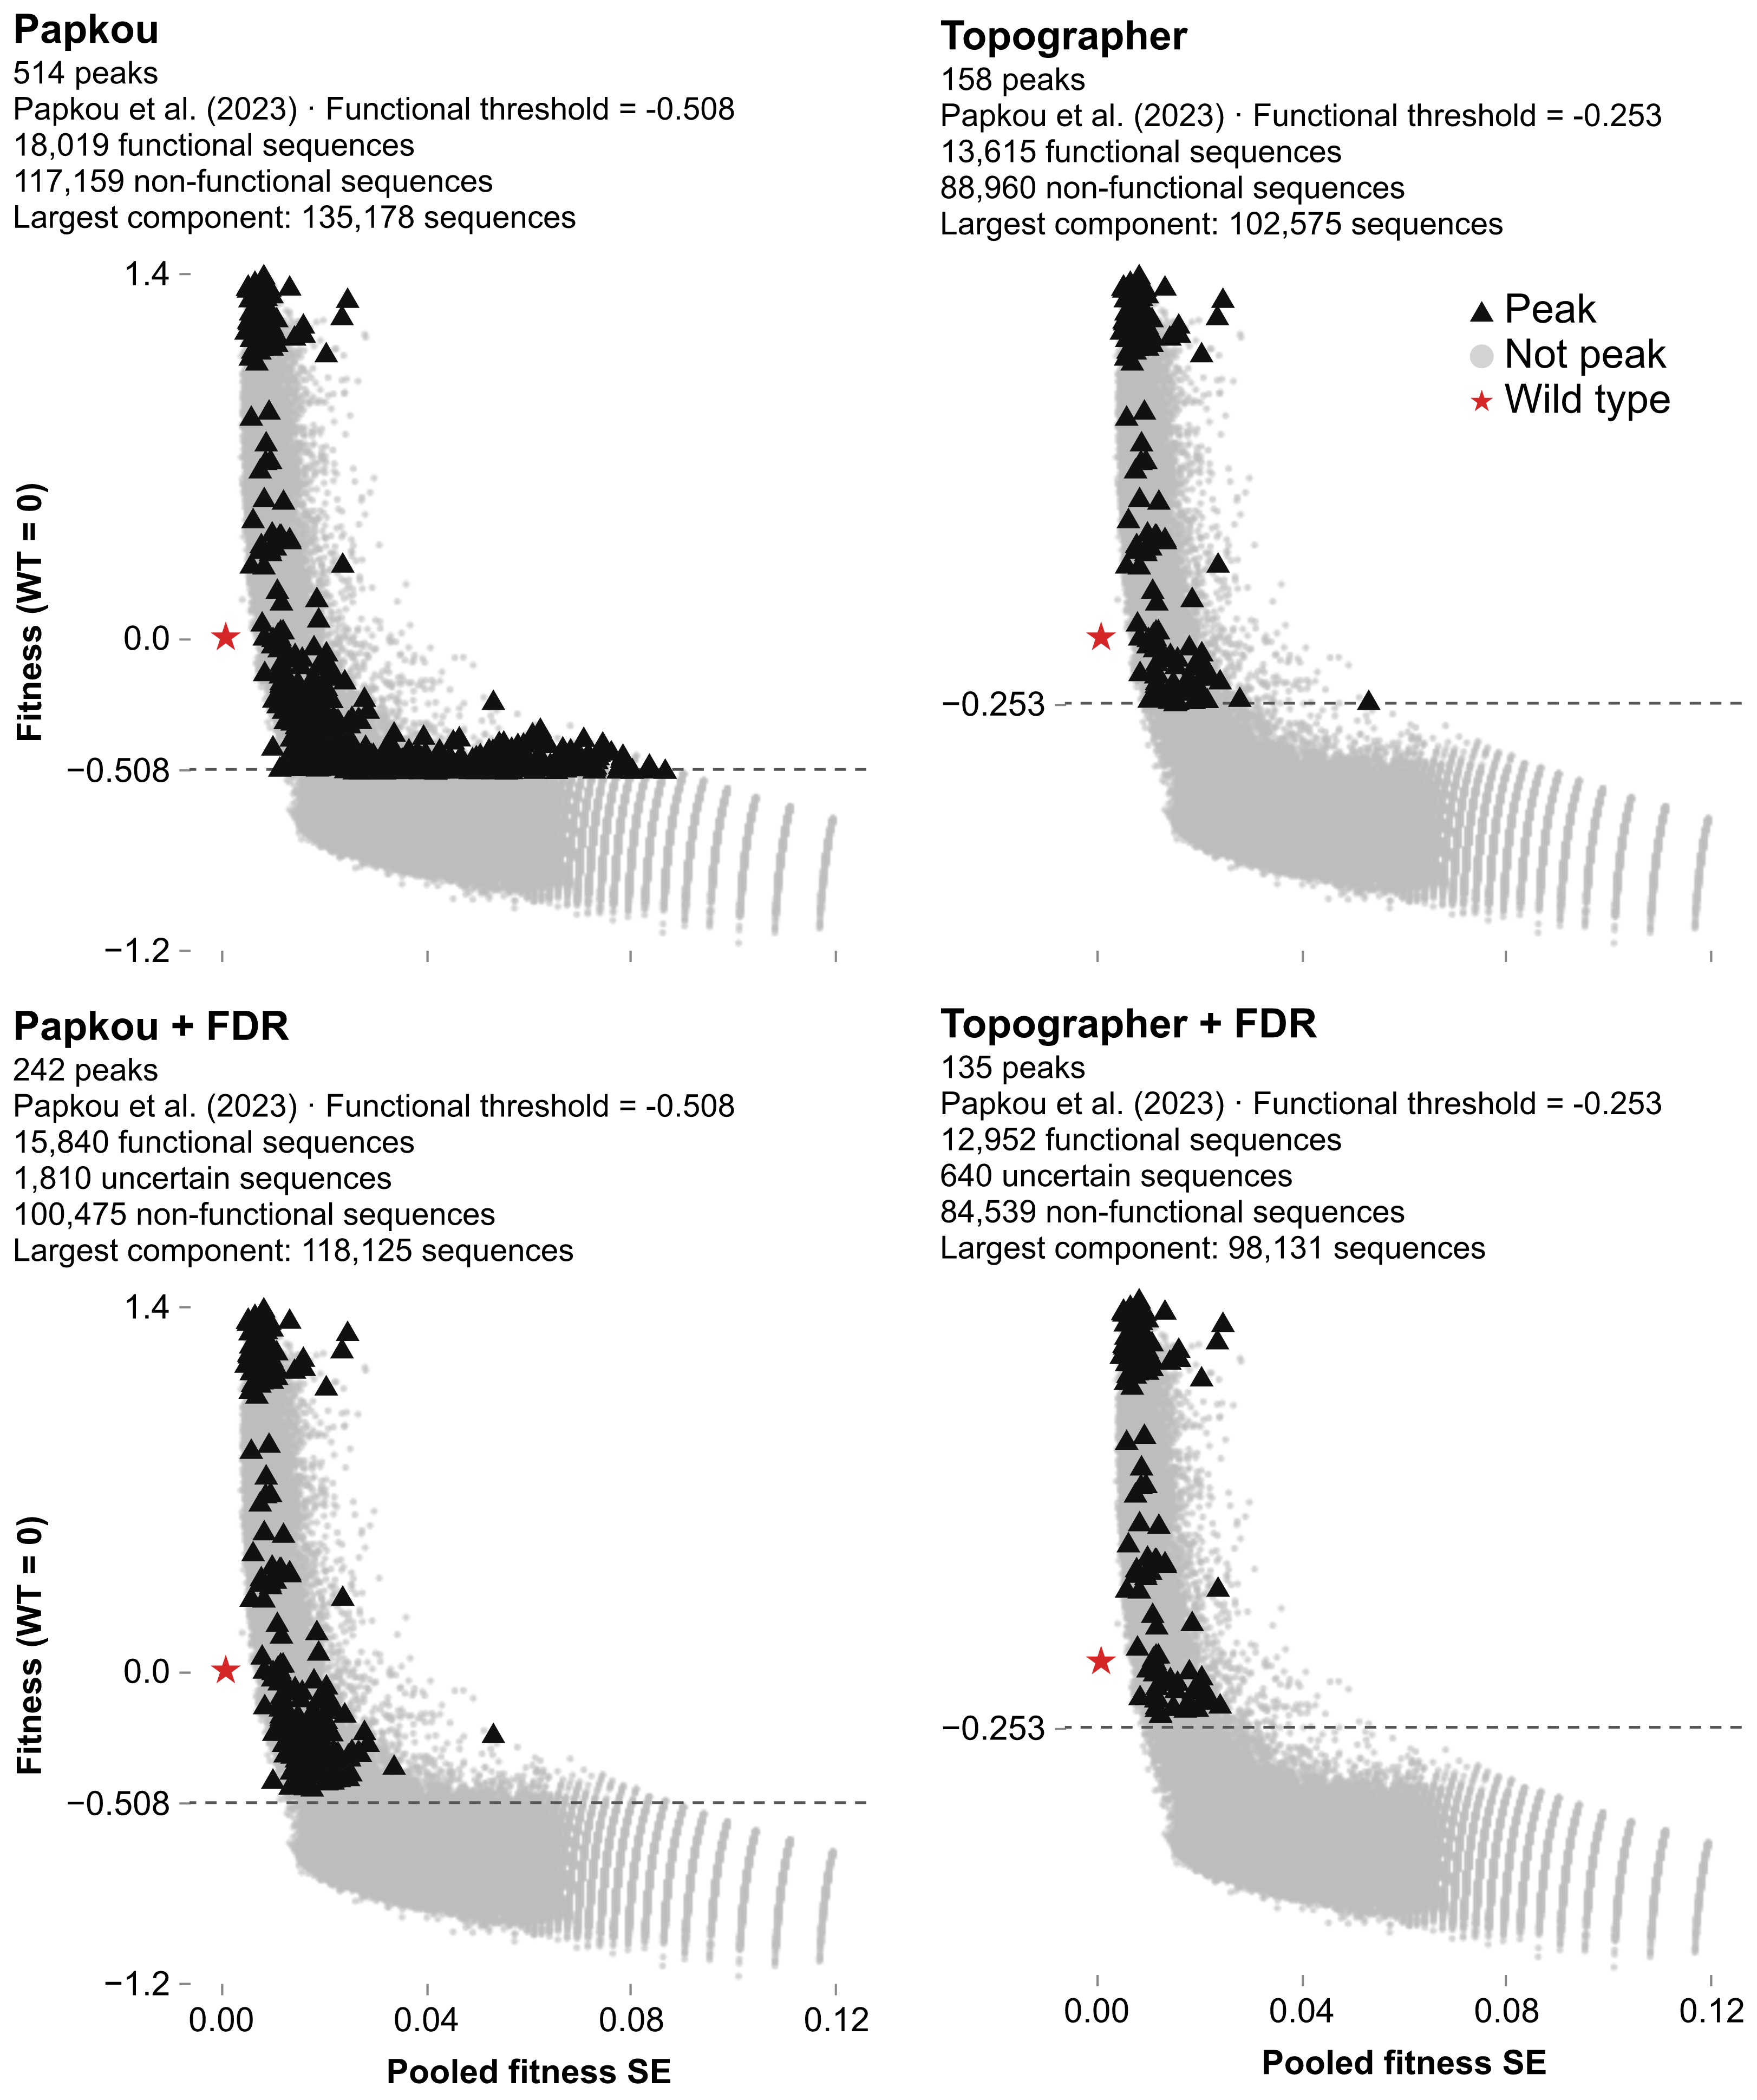 Papkou
514 peaks
Papkou et al. (2023) · Functional threshold = -0.508
18,019 functional sequences
117,159 non-functional sequences
Largest component: 135,178 sequences
1.4
0.0
−0.508
−1.2
Fitness (WT = 0)
Topographer
158 peaks
Papkou et al. (2023) · Functional threshold = -0.253
13,615 functional sequences
88,960 non-functional sequences
Largest component: 102,575 sequences
Peak
Not peak
Wild type
−0.253
Papkou + FDR
242 peaks
Papkou et al. (2023) · Functional threshold = -0.508
15,840 functional sequences
1,810 uncertain sequences
100,475 non-functional sequences
Largest component: 118,125 sequences
1.4
0.0
−0.508
−1.2
Fitness (WT = 0)
0.00 0.04 0.08 0.12
Pooled fitness SE
Topographer + FDR
135 peaks
Papkou et al. (2023) · Functional threshold = -0.253
12,952 functional sequences
640 uncertain sequences
84,539 non-functional sequences
Largest component: 98,131 sequences
−0.253
0.00 0.04 0.08 0.12
Pooled fitness SE